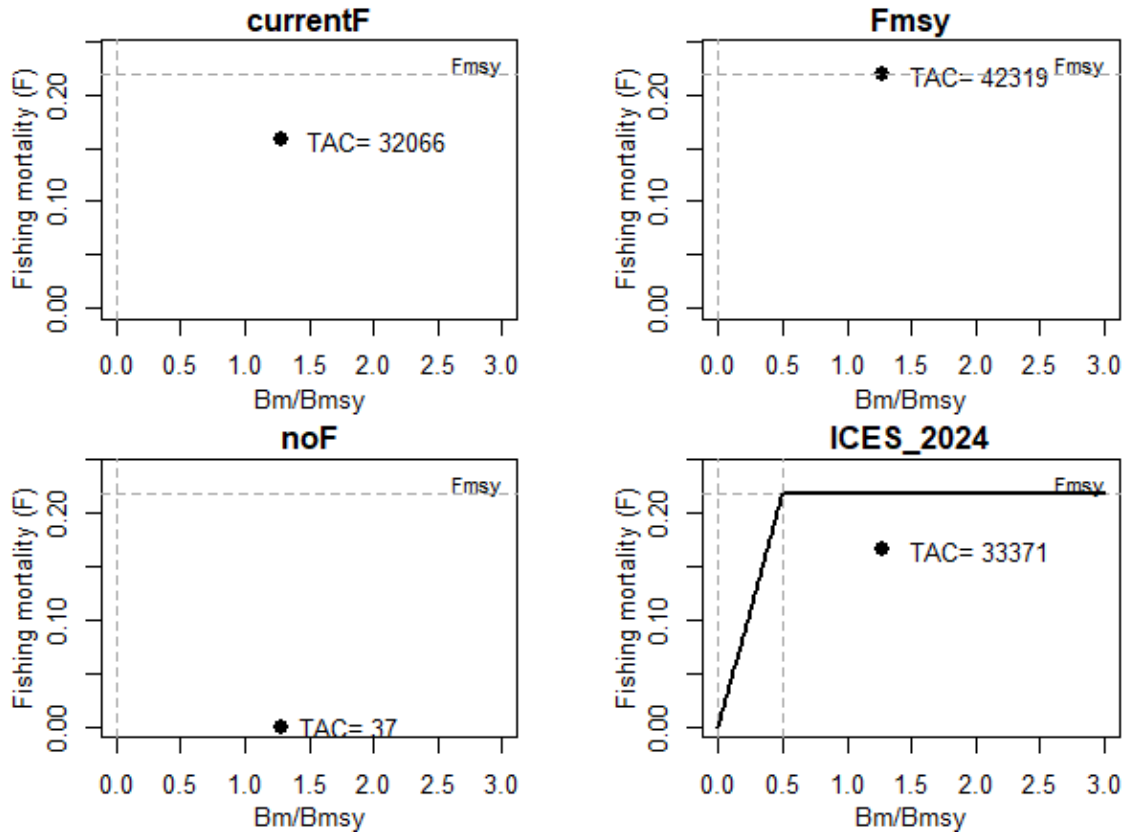 currentF
Fmsy
TAC= 32066
Fishing mortality (F)
0.00 0.10 0.20
0.0 0.5 1.0 1.5 2.0 2.5 3.0
Bm/Bmsy
Fmsy
Fmsy
TAC= 42319
Fishing mortality (F)
0.00 0.10 0.20
0.0 0.5 1.0 1.5 2.0 2.5 3.0
Bm/Bmsy
noF
Fmsy
TAC= 37
Fishing mortality (F)
0.00 0.10 0.20
0.0 0.5 1.0 1.5 2.0 2.5 3.0
Bm/Bmsy
ICES_2024
Fmsy
TAC= 33371
Fishing mortality (F)
0.00 0.10 0.20
0.0 0.5 1.0 1.5 2.0 2.5 3.0
Bm/Bmsy